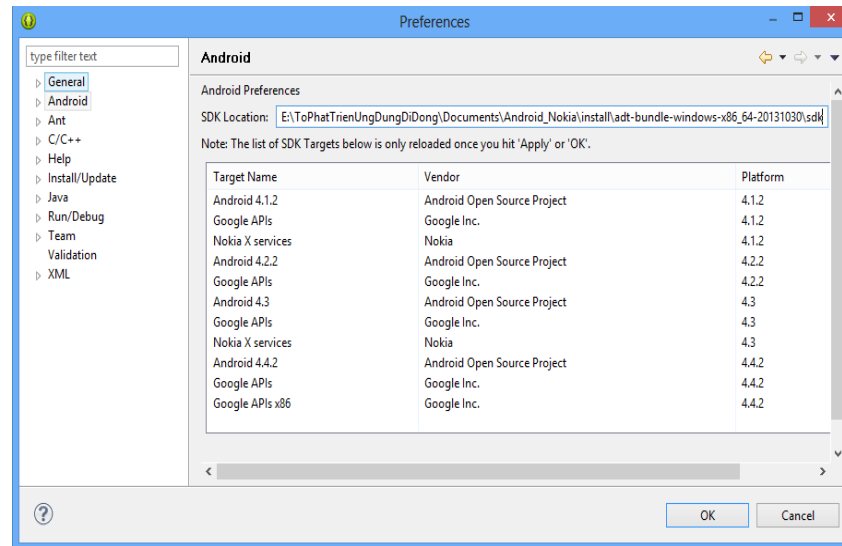 Preferences
type filter text
General
Android
Ant
C/C++
Help
Install/Update
Java
Run/Debug
Team
Validation
XML
Android
Android Preferences
SDK Location: E:\ToPhatTrienUngDungDiDong\Documents\Android_Nokia\install\adt-bundle-windows-x86_64-20131030\sdk
Note: The list of SDK Targets below is only reloaded once you hit 'Apply' or 'OK'.
Target Name Vendor Platform
Android 4.1.2 Android Open Source Project 4.1.2
Google APIs Google Inc. 4.1.2
Nokia X services Nokia 4.1.2
Android 4.2.2 Android Open Source Project 4.2.2
Google APIs Google Inc. 4.2.2
Android 4.3 Android Open Source Project 4.3
Google APIs Google Inc. 4.3
Nokia X services Nokia 4.3
Android 4.4.2 Android Open Source Project 4.4.2
Google APIs Google Inc. 4.4.2
Google APIs x86 Google Inc. 4.4.2
OK Cancel